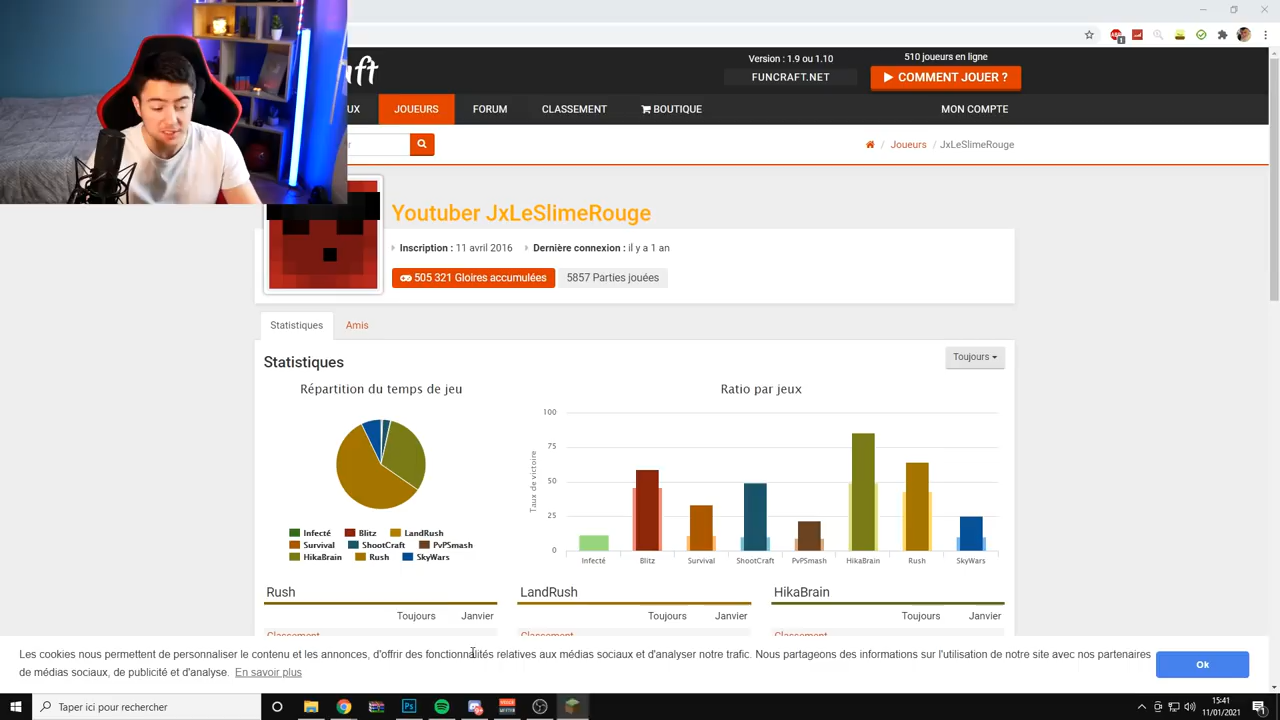 Version : 1.9 ou 1.10
510 joueurs en ligne
FUNCRAFT.NET
COMMENT JOUER ?
JOUEURS
FORUM
CLASSEMENT
BOUTIQUE
MON COMPTE
Joueurs / JxLeSlimeRouge
Youtuber JxLeSlimeRouge
Inscription : 11 avril 2016
Dernière connexion : il y a 1 an
505 321 Gloires accumulées
5857 Parties jouées
Statistiques
Amis
Statistiques
Toujours
Répartition du temps de jeu
Infecté Blitz LandRush
Survival ShootCraft PvPSmash
HikaBrain Rush SkyWars
Ratio par jeux
Taux de victoire
100
75
50
25
0
Infecté Blitz Survival ShootCraft PvPSmash HikaBrain Rush SkyWars
Rush
Toujours Janvier
Classement
LandRush
Toujours Janvier
Classement
HikaBrain
Toujours Janvier
Classement
Les cookies nous permettent de personnaliser le contenu et les annonces, d'offrir des fonctionnalités relatives aux médias sociaux et d'analyser notre trafic. Nous partageons des informations sur l'utilisation de notre site avec nos partenaires
de médias sociaux, de publicité et d'analyse. En savoir plus
Ok
Taper ici pour rechercher
15:41
11/01/2021